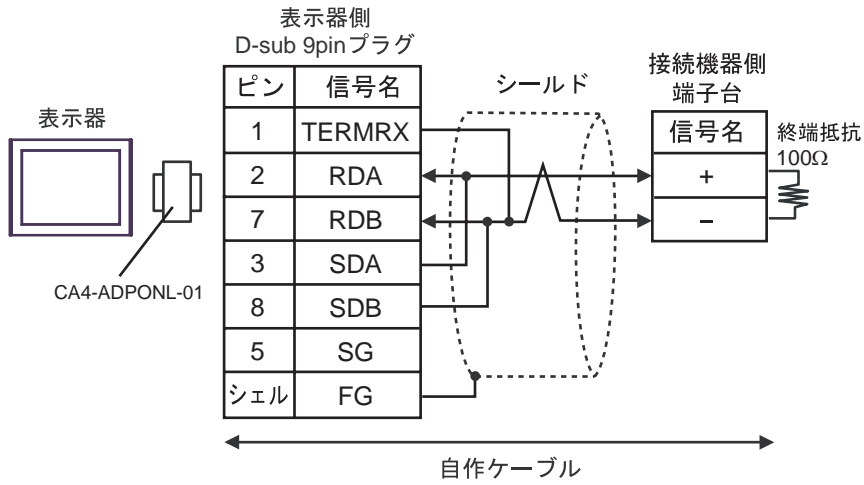 表示器側
D-sub 9pinプラグ
ピン 信号名
1 TERMRX
2 RDA
7 RDB
3 SDA
8 SDB
5 SG
シェル FG
シールド
接続機器側
端子台
信号名
+
−
終端抵抗
100Ω
表示器
CA4-ADPONL-01
自作ケーブル